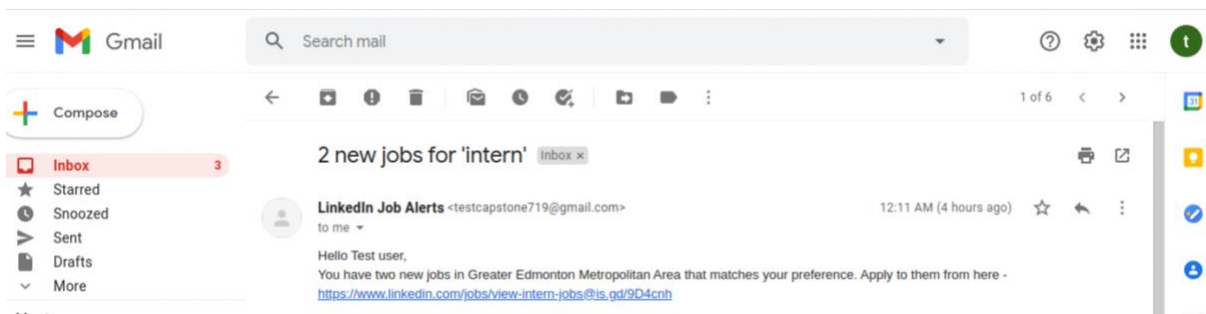 Gmail
Search mail
t
Compose
1 of 6
31
2 new jobs for 'intern' Inbox ×
Inbox 3
Starred
LinkedIn Job Alerts <testcapstone719@gmail.com> 12:11 AM (4 hours ago)
Snoozed
to me
Sent
Drafts
Hello Test user,
You have two new jobs in Greater Edmonton Metropolitan Area that matches your preference. Apply to them from here -
More
https://www.linkedin.com/jobs/view-intern-jobs@is.gd/9D4cnh